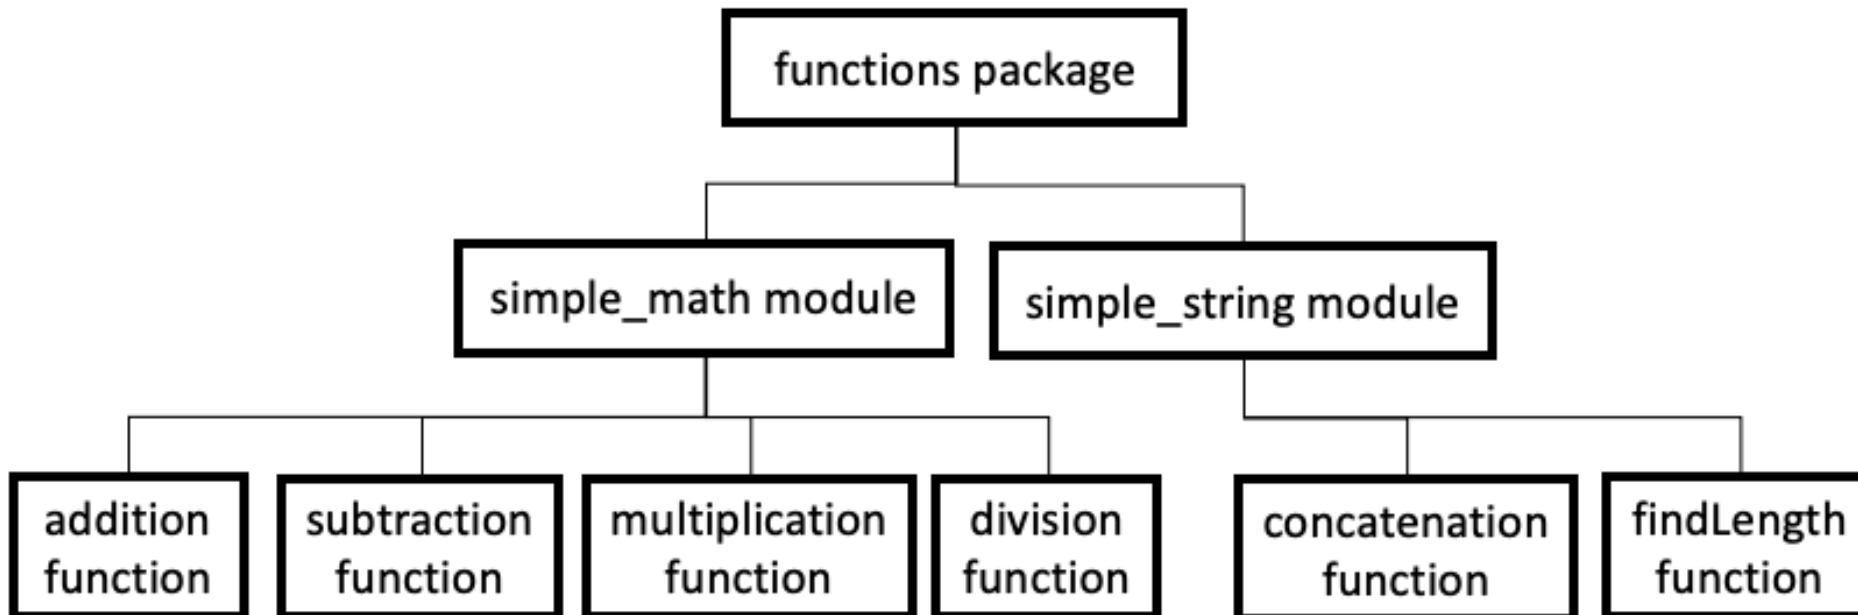 functions package
simple_math module
simple_string module
addition
function
subtraction
function
multiplication
function
division
function
concatenation
function
findLength
function